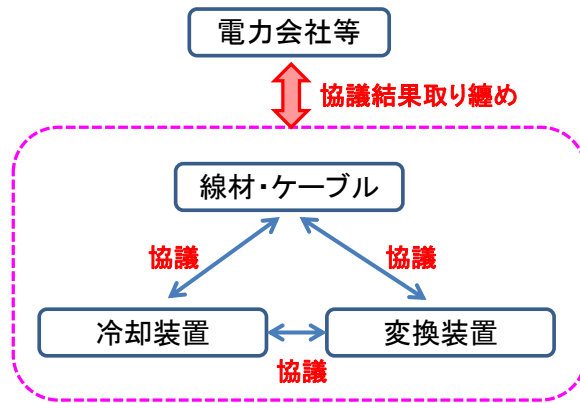 電力会社等
協議結果取り纏め
線材・ケーブル
協議
協議
冷却装置
変換装置
協議